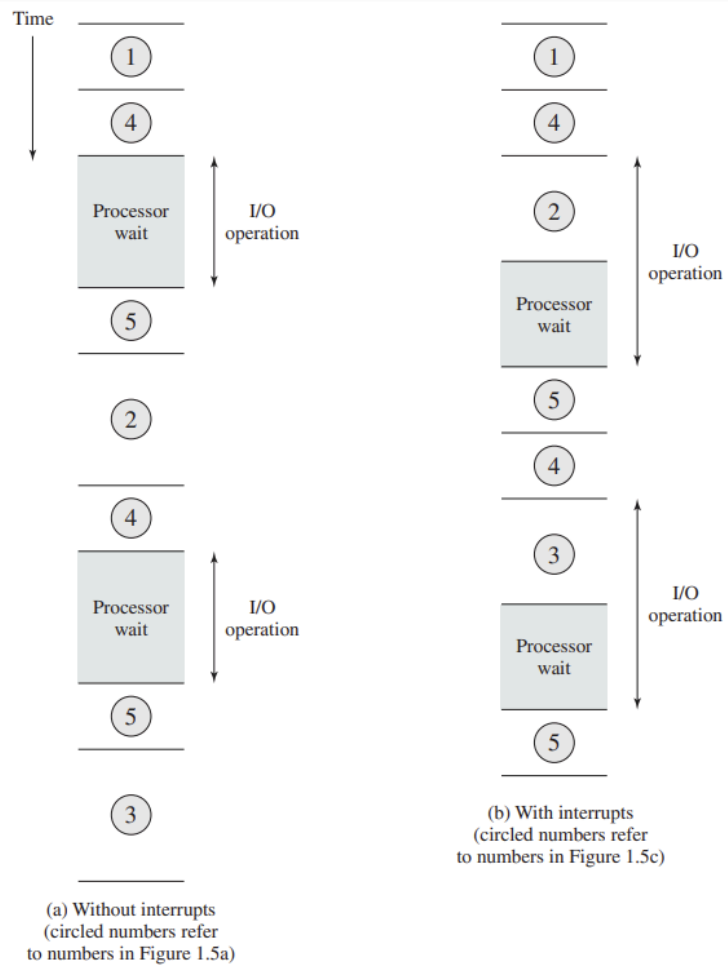 Time
1
4
Processor
wait
I/O
operation
5
2
4
Processor
wait
I/O
operation
5
3
(a) Without interrupts
(circled numbers refer
to numbers in Figure 1.5a)
1
4
2
I/O
operation
Processor
wait
5
4
3
I/O
operation
Processor
wait
5
(b) With interrupts
(circled numbers refer
to numbers in Figure 1.5c)